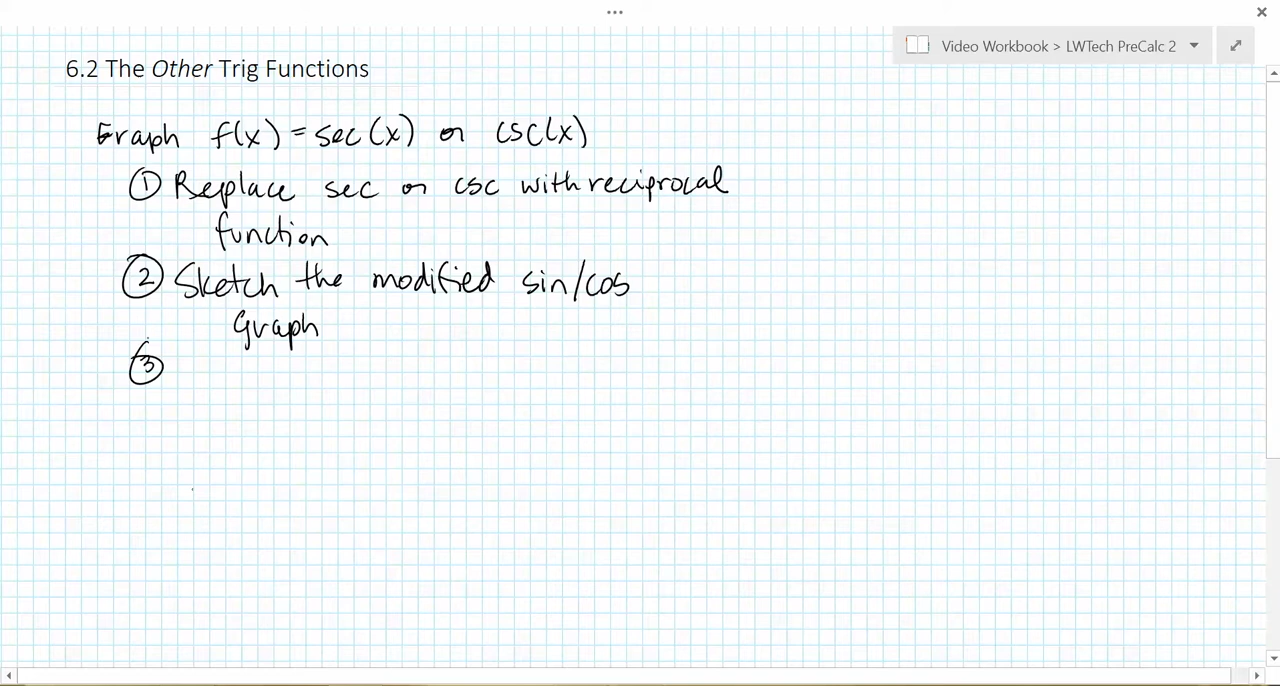 ...
Video Workbook > LWTech PreCalc 2
6.2 The Other Trig Functions
Graph f(x) = sec(x) or csc(x)
① Replace sec or csc with reciprocal
function
② Sketch the modified sin/cos
Graph
③